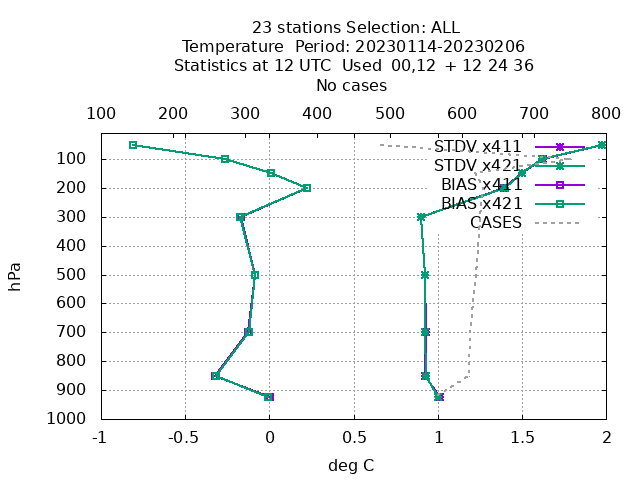 23 stations Selection: ALL
Temperature  Period: 20230114-20230206
Statistics at 12 UTC  Used  00,12  + 12 24 36
No cases
100 200 300 400 500 600 700 800
STDV x411
STDV x421
BIAS x411
BIAS x421
CASES
100
200
300
400
500
600
700
800
900
1000
hPa
-1 -0.5 0 0.5 1 1.5 2
deg C